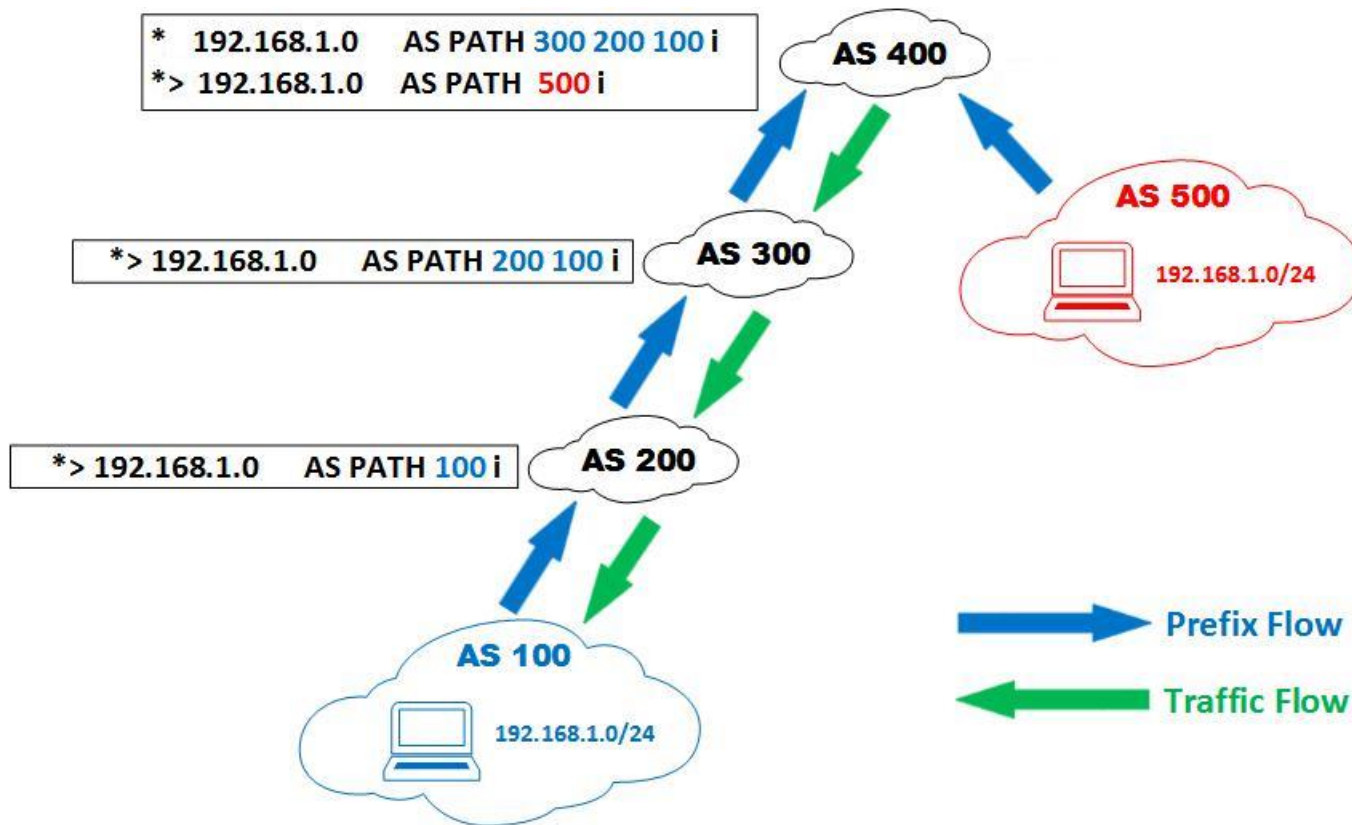 * 192.168.1.0 AS PATH 300 200 100 i
*> 192.168.1.0 AS PATH 500 i
AS 400
AS 500
192.168.1.0/24
*> 192.168.1.0 AS PATH 200 100 i
AS 300
*> 192.168.1.0 AS PATH 100 i
AS 200
AS 100
192.168.1.0/24
Prefix Flow
Traffic Flow